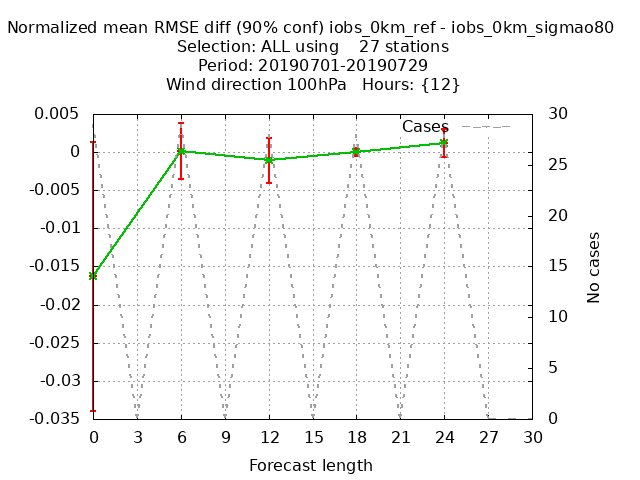 Normalized mean RMSE diff (90% conf) iobs_0km_ref - iobs_0km_sigmao80
Selection: ALL using    27 stations
Period: 20190701-20190729
Wind direction 100hPa   Hours: {12}
Cases
0.005
0
-0.005
-0.01
-0.015
-0.02
-0.025
-0.03
-0.035
30
25
20
15
10
5
0
No cases
0 3 6 9 12 15 18 21 24 27 30
Forecast length